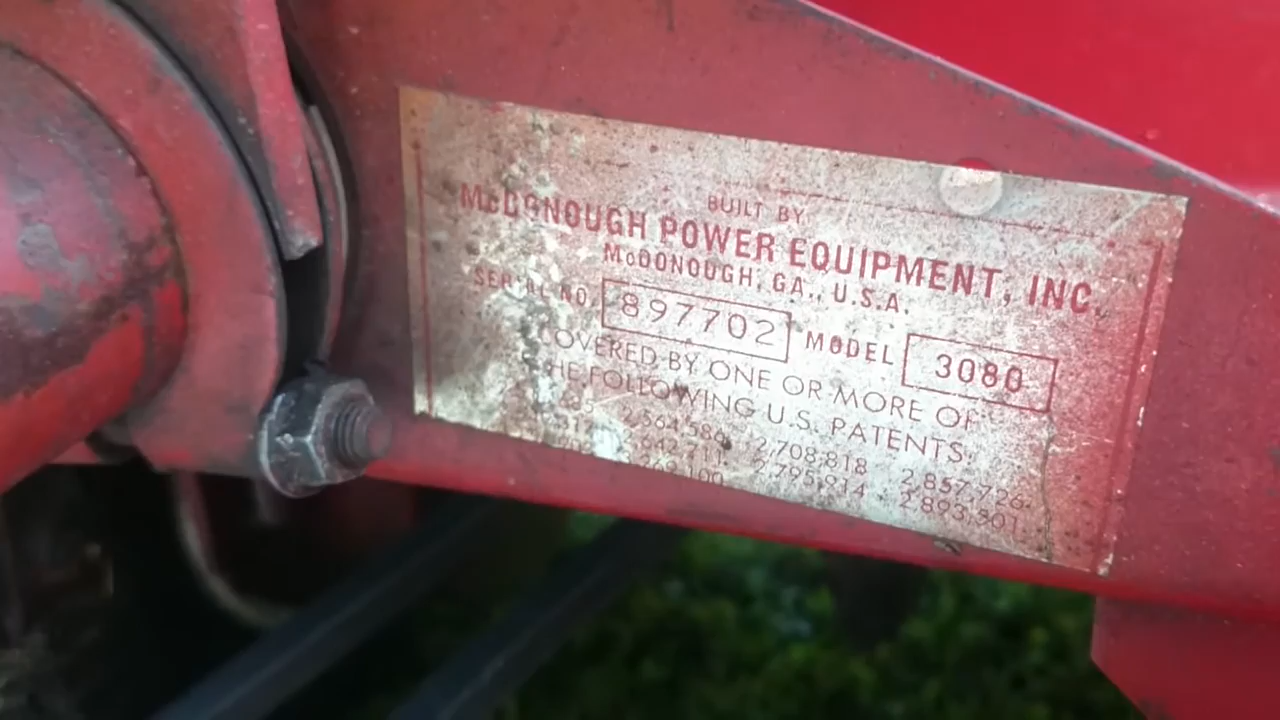 BUILT BY
McDONOUGH POWER EQUIPMENT, INC.
McDONOUGH, GA., U.S.A.
SERIAL NO. 897702 MODEL 3080
COVERED BY ONE OR MORE OF
THE FOLLOWING U.S. PATENTS.
2,564,586 2,708,818 2,857,726
2,642,711 2,795,914 2,893,501